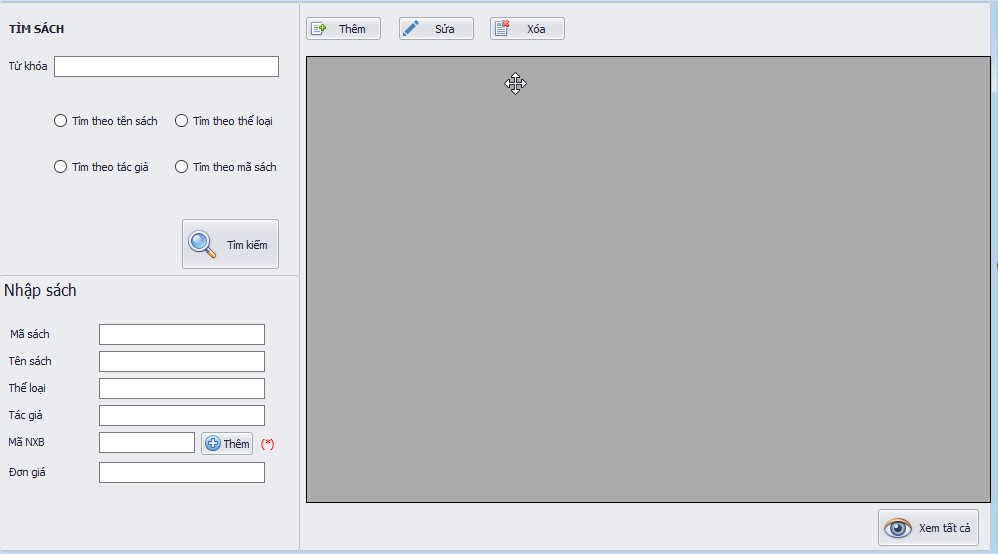 TÌM SÁCH
Từ khóa
Tìm theo tên sách
Tìm theo thể loại
Tìm theo tác giả
Tìm theo mã sách
Tìm kiếm
Nhập sách
Mã sách
Tên sách
Thể loại
Tác giả
Mã NXB
Thêm
(*)
Đơn giá
Thêm
Sửa
Xóa
Xem tất cả